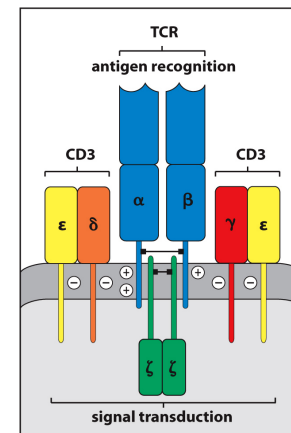 TCR
antigen recognition
CD3
CD3
α
β
ε
δ
γ
ε
+
+
+
− − − −
ζ
ζ
signal transduction